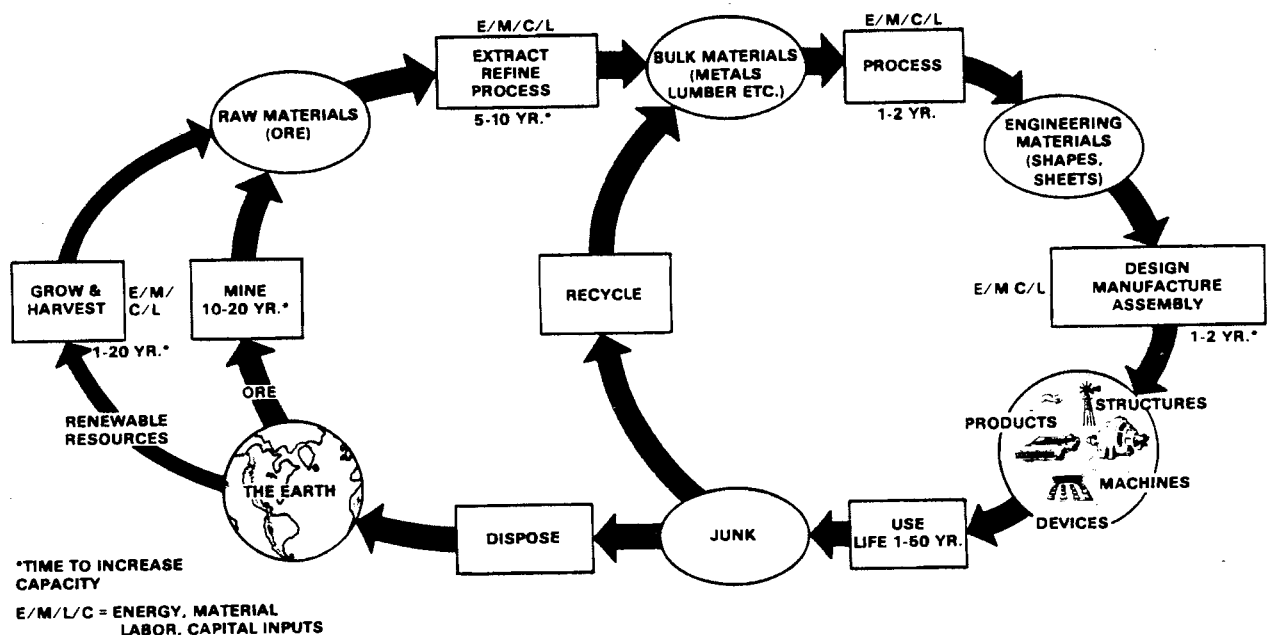 E/M/C/L
EXTRACT
REFINE
PROCESS
5-10 YR.*
BULK MATERIALS
(METALS
LUMBER ETC.)
E/M/C/L
PROCESS
1-2 YR.
RAW MATERIALS
(ORE)
ENGINEERING
MATERIALS
(SHAPES,
SHEETS)
GROW &
HARVEST
E/M/
C/L
1-20 YR.*
MINE
10-20 YR.*
RECYCLE
E/M C/L
DESIGN
MANUFACTURE
ASSEMBLY
1-2 YR.*
ORE
RENEWABLE
RESOURCES
THE EARTH
PRODUCTS
STRUCTURES
MACHINES
DEVICES
DISPOSE
JUNK
USE
LIFE 1-50 YR.
*TIME TO INCREASE
CAPACITY
E/M/L/C = ENERGY, MATERIAL
LABOR, CAPITAL INPUTS